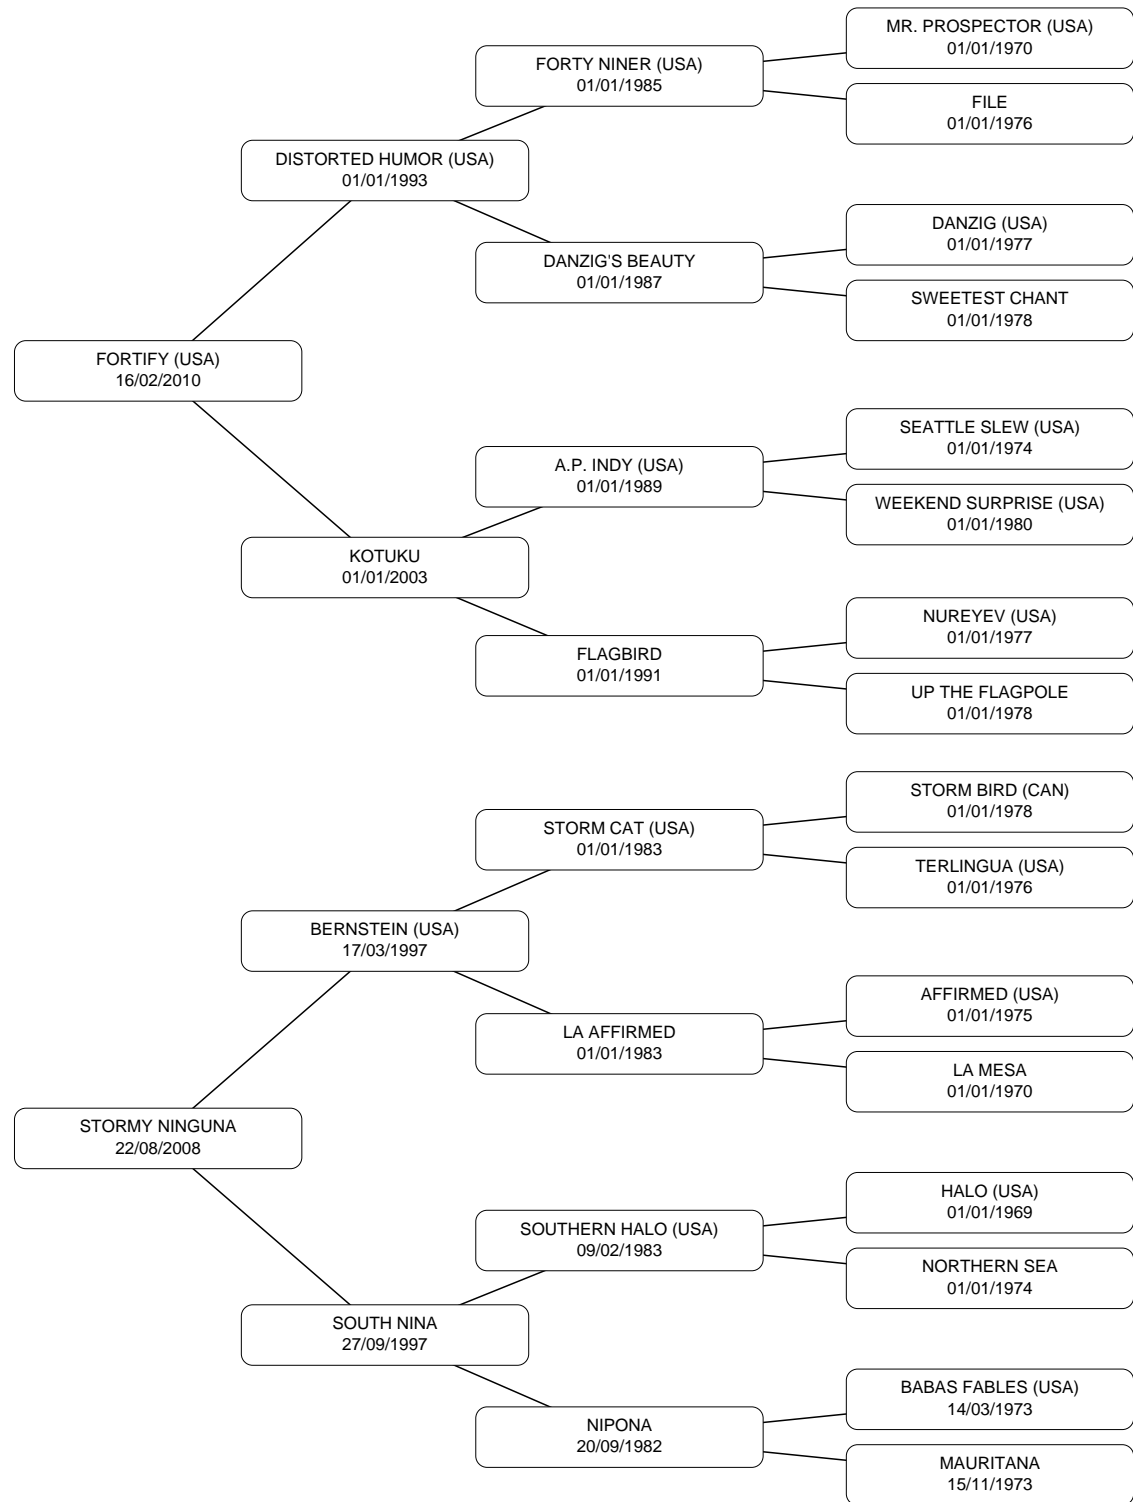 MR. PROSPECTOR (USA)
01/01/1970
FORTY NINER (USA)
01/01/1985
FILE
01/01/1976
DISTORTED HUMOR (USA)
01/01/1993
DANZIG (USA)
01/01/1977
DANZIG'S BEAUTY
01/01/1987
SWEETEST CHANT
01/01/1978
FORTIFY (USA)
16/02/2010
SEATTLE SLEW (USA)
01/01/1974
A.P. INDY (USA)
01/01/1989
WEEKEND SURPRISE (USA)
01/01/1980
KOTUKU
01/01/2003
NUREYEV (USA)
01/01/1977
FLAGBIRD
01/01/1991
UP THE FLAGPOLE
01/01/1978
STORM BIRD (CAN)
01/01/1978
STORM CAT (USA)
01/01/1983
TERLINGUA (USA)
01/01/1976
BERNSTEIN (USA)
17/03/1997
AFFIRMED (USA)
01/01/1975
LA AFFIRMED
01/01/1983
LA MESA
01/01/1970
STORMY NINGUNA
22/08/2008
HALO (USA)
01/01/1969
SOUTHERN HALO (USA)
09/02/1983
NORTHERN SEA
01/01/1974
SOUTH NINA
27/09/1997
BABAS FABLES (USA)
14/03/1973
NIPONA
20/09/1982
MAURITANA
15/11/1973